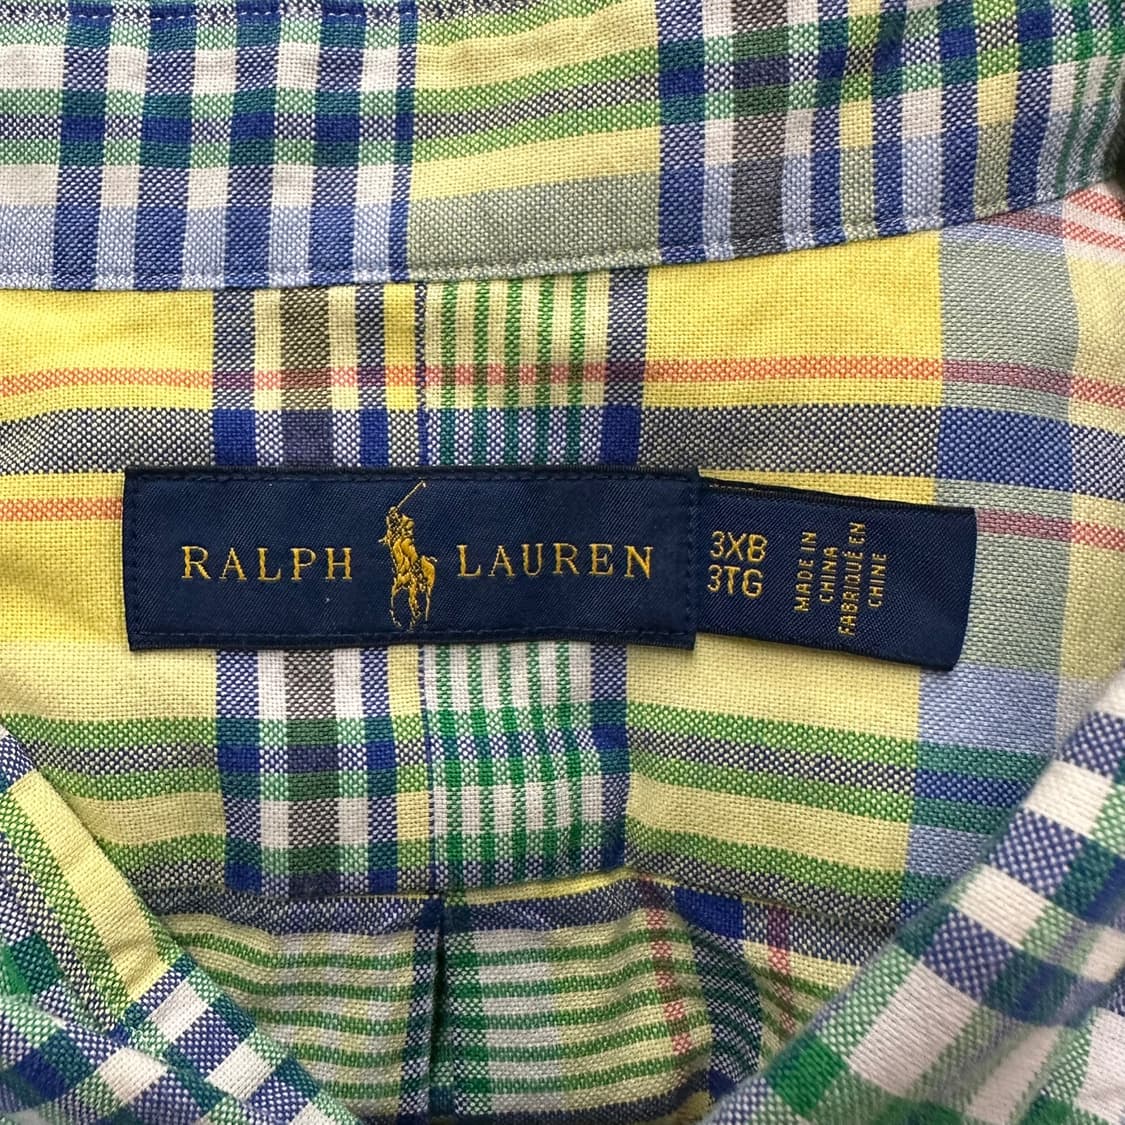 RALPH LAUREN
3XB
3TG
MADE IN
CHINA
FABRIQUÉ EN
CHINE